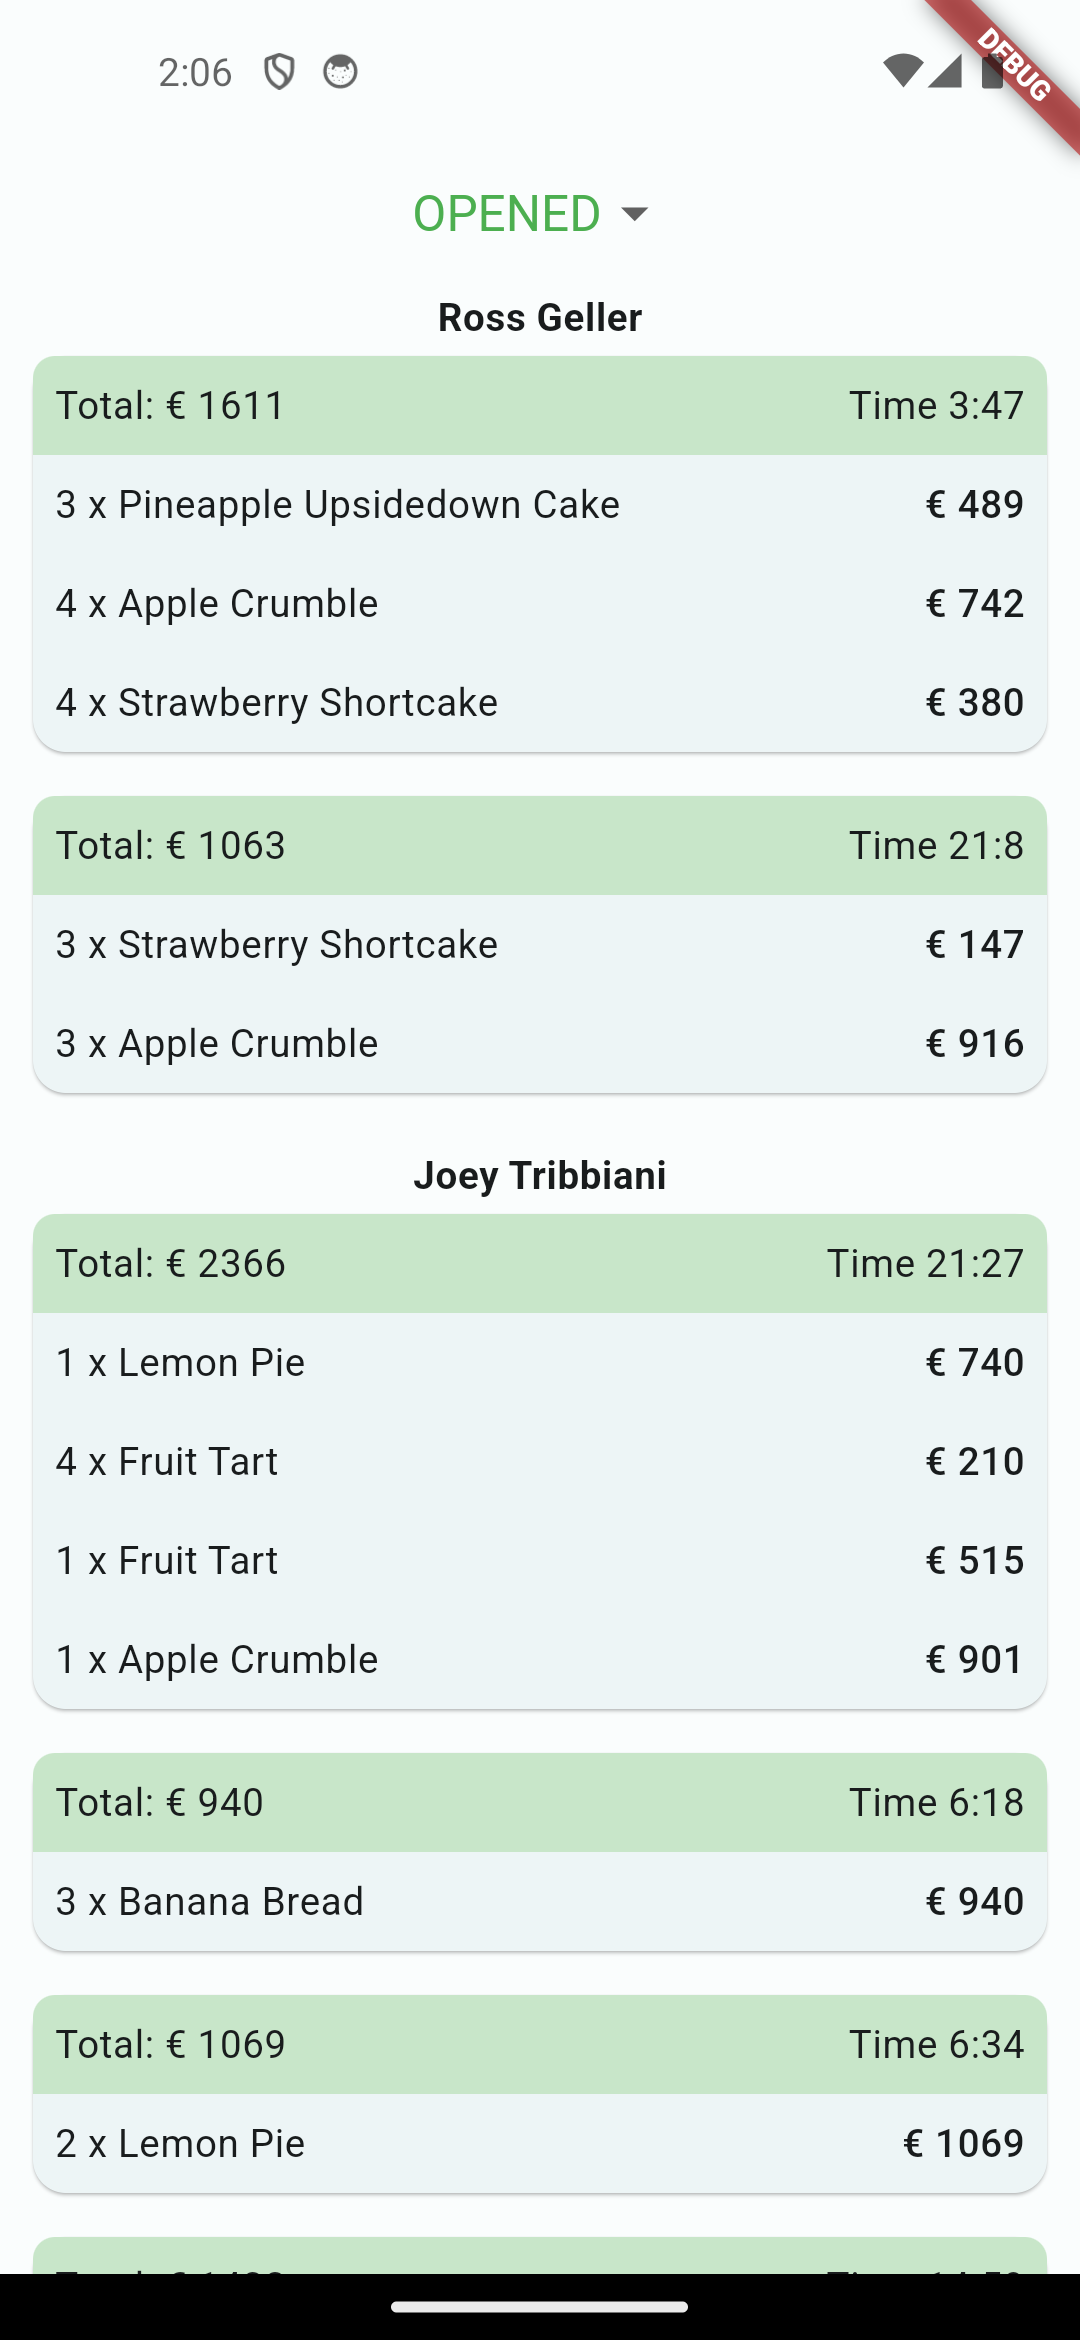 2:06
DEBUG
OPENED
Ross Geller
Total: € 1611 Time 3:47
3 x Pineapple Upsidedown Cake € 489
4 x Apple Crumble € 742
4 x Strawberry Shortcake € 380
Total: € 1063 Time 21:8
3 x Strawberry Shortcake € 147
3 x Apple Crumble € 916
Joey Tribbiani
Total: € 2366 Time 21:27
1 x Lemon Pie € 740
4 x Fruit Tart € 210
1 x Fruit Tart € 515
1 x Apple Crumble € 901
Total: € 940 Time 6:18
3 x Banana Bread € 940
Total: € 1069 Time 6:34
2 x Lemon Pie € 1069